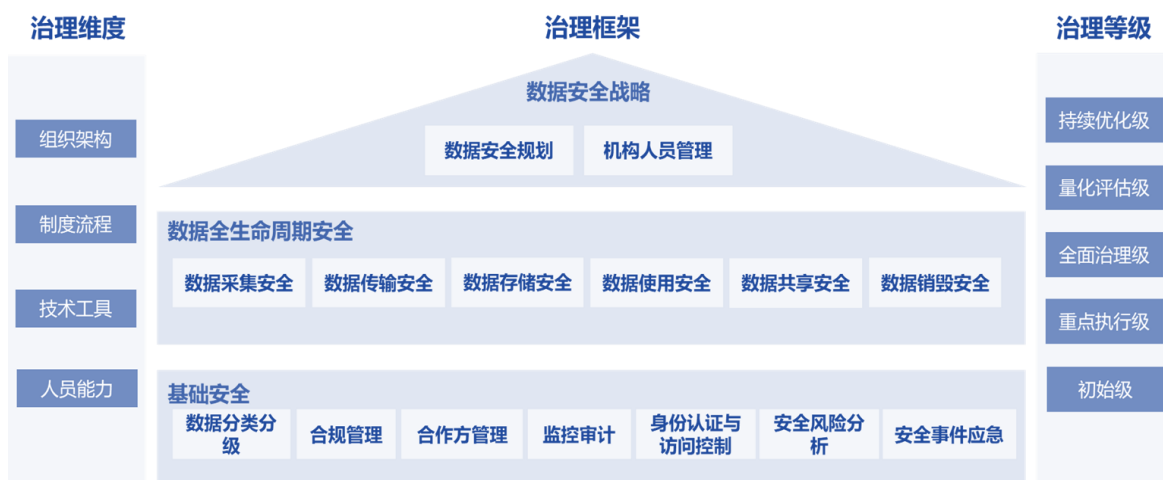 治理维度
治理框架
治理等级
组织架构
制度流程
技术工具
人员能力
数据安全战略
数据安全规划
机构人员管理
数据全生命周期安全
数据采集安全
数据传输安全
数据存储安全
数据使用安全
数据共享安全
数据销毁安全
基础安全
数据分类分
级
合规管理
合作方管理
监控审计
身份认证与
访问控制
安全风险分
析
安全事件应急
持续优化级
量化评估级
全面治理级
重点执行级
初始级